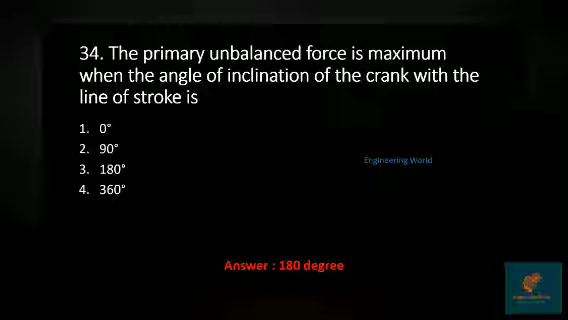 34. The primary unbalanced force is maximum
when the angle of inclination of the crank with the
line of stroke is
1. 0°
2. 90°
3. 180°
4. 360°
Engineering World
Answer : 180 degree